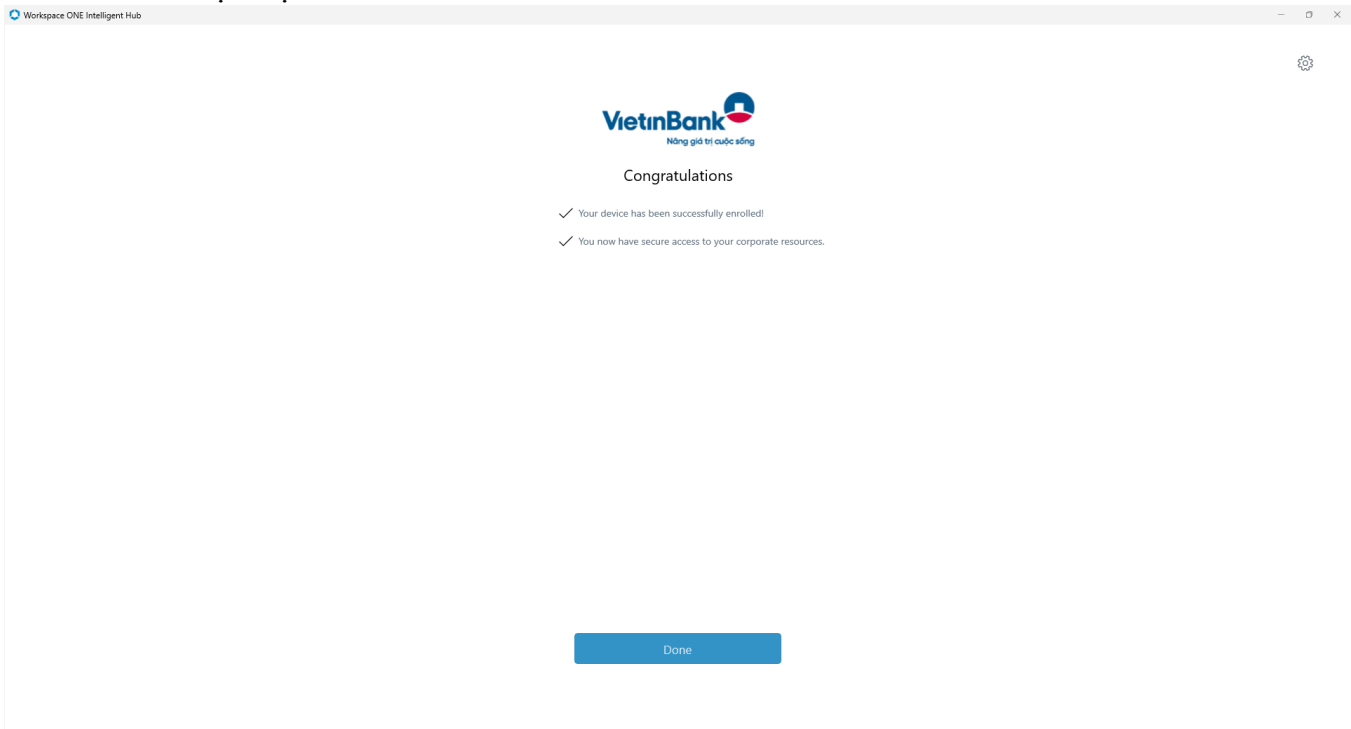 Workspace ONE Intelligent Hub
VietinBank
Nâng giá trị cuộc sống
Congratulations
Your device has been successfully enrolled!
You now have secure access to your corporate resources.
Done